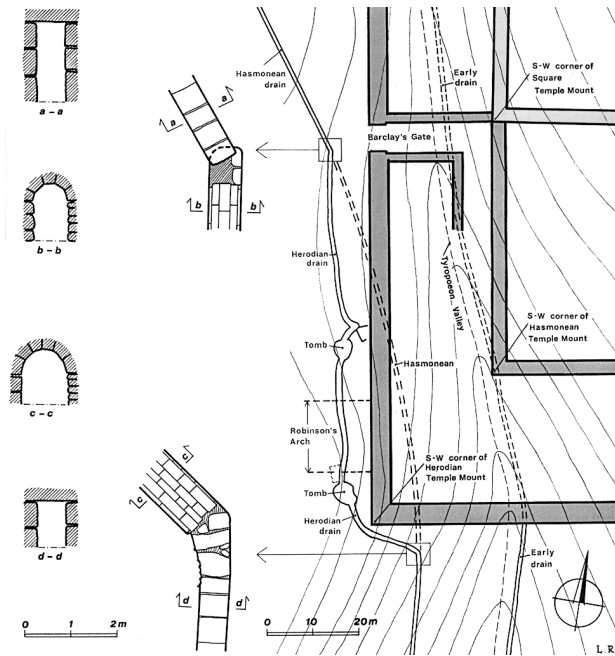 a – a
b – b
c – c
d – d
0 1 2 m
a
a
b
b
c
c
d
d
Hasmonean
drain
Early
drain
S-W corner of
Square
Temple Mount
Barclay's Gate
Herodian
drain
Tyropoeon Valley
S-W corner of
Hasmonean
Temple Mount
Tomb
Hasmonean
Robinson's
Arch
S-W corner of
Herodian
Temple Mount
Tomb
Herodian
drain
Early
drain
0 10 20 m
L.R